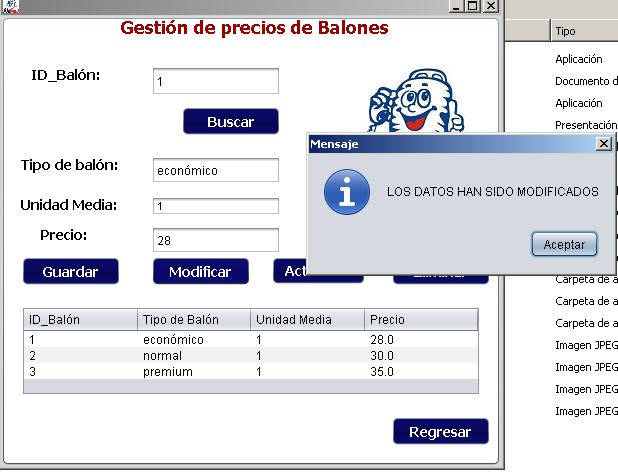 Gestión de precios de Balones
Tipo
ID_Balón:
1
Aplicación
Documento d
Buscar
Aplicación
Presentación
Mensaje
LOS DATOS HAN SIDO MODIFICADOS
Aceptar
Tipo de balón:
económico
Unidad Media:
1
Precio:
28
Guardar
Modificar
Act
Carpeta de a
Carpeta de a
Carpeta de a
Imagen JPEG
Imagen JPEG
Imagen JPEG
Imagen JPEG
ID_Balón Tipo de Balón Unidad Media Precio
1 económico 1 28.0
2 normal 1 30.0
3 premium 1 35.0
Regresar